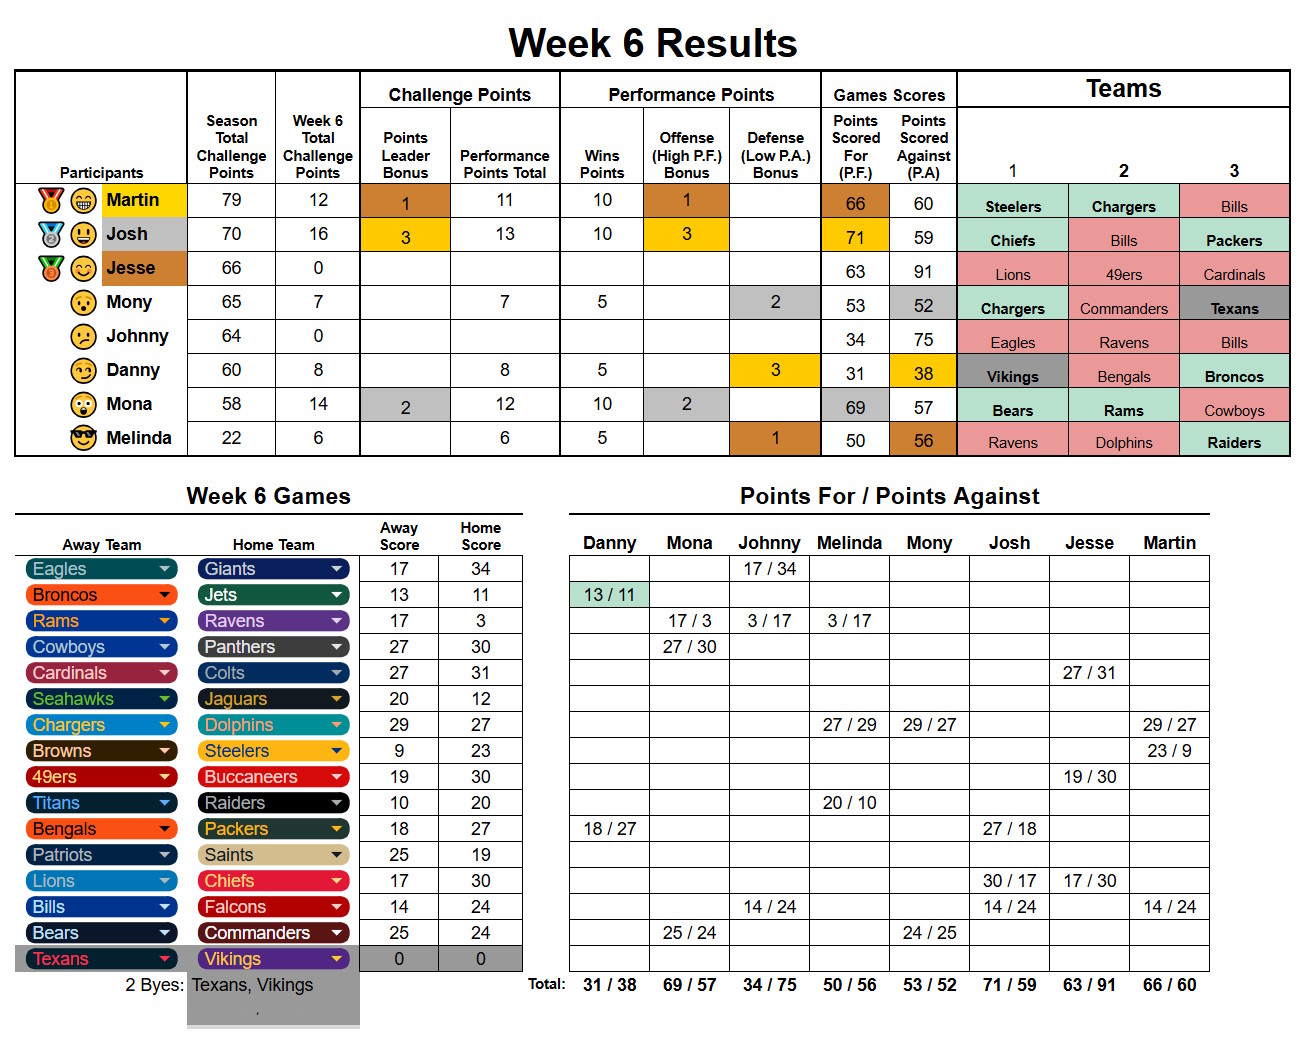 Week 6 Results
Participants Season Total Challenge Points Week 6 Total Challenge Points Challenge Points Performance Points Games Scores Teams
Points Leader Bonus Performance Points Total Wins Points Offense (High P.F.) Bonus Defense (Low P.A.) Bonus Points Scored For (P.F.) Points Scored Against (P.A) 1 2 3
1 Martin 79 12 1 11 10 1 66 60 Steelers Chargers Bills
2 Josh 70 16 3 13 10 3 71 59 Chiefs Bills Packers
3 Jesse 66 0 63 91 Lions 49ers Cardinals
Mony 65 7 7 5 2 53 52 Chargers Commanders Texans
Johnny 64 0 34 75 Eagles Ravens Bills
Danny 60 8 8 5 3 31 38 Vikings Bengals Broncos
Mona 58 14 2 12 10 2 69 57 Bears Rams Cowboys
Melinda 22 6 6 5 1 50 56 Ravens Dolphins Raiders
Week 6 Games
Away Team Home Team Away Score Home Score
Eagles Giants 17 34
Broncos Jets 13 11
Rams Ravens 17 3
Cowboys Panthers 27 30
Cardinals Colts 27 31
Seahawks Jaguars 20 12
Chargers Dolphins 29 27
Browns Steelers 9 23
49ers Buccaneers 19 30
Titans Raiders 10 20
Bengals Packers 18 27
Patriots Saints 25 19
Lions Chiefs 17 30
Bills Falcons 14 24
Bears Commanders 25 24
Texans Vikings 0 0
2 Byes: Texans, Vikings
,
Points For / Points Against
Danny Mona Johnny Melinda Mony Josh Jesse Martin
17 / 34
13 / 11
17 / 3 3 / 17 3 / 17
27 / 30
27 / 31
27 / 29 29 / 27 29 / 27
23 / 9
19 / 30
20 / 10
18 / 27 27 / 18
30 / 17 17 / 30
14 / 24 14 / 24 14 / 24
25 / 24 24 / 25
Total: 31 / 38 69 / 57 34 / 75 50 / 56 53 / 52 71 / 59 63 / 91 66 / 60